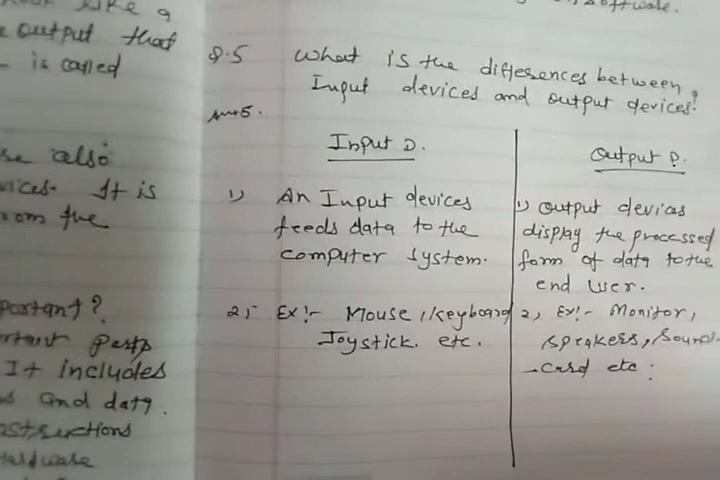 output that
is called
also
It is
from the
It includes
and data
Hardware
software.
Q.5 What is the differences between
Input devices and output devices?
Ans 5.
Input D.
1) An Input devices
feeds data to the
computer system.
2) Ex:- Mouse, Keyboard
Joystick. etc.
Output D.
1) Output devices
display the processed
form of data to the
end User.
2) Ex:- Monitor,
Speakers, Sound
-card etc.